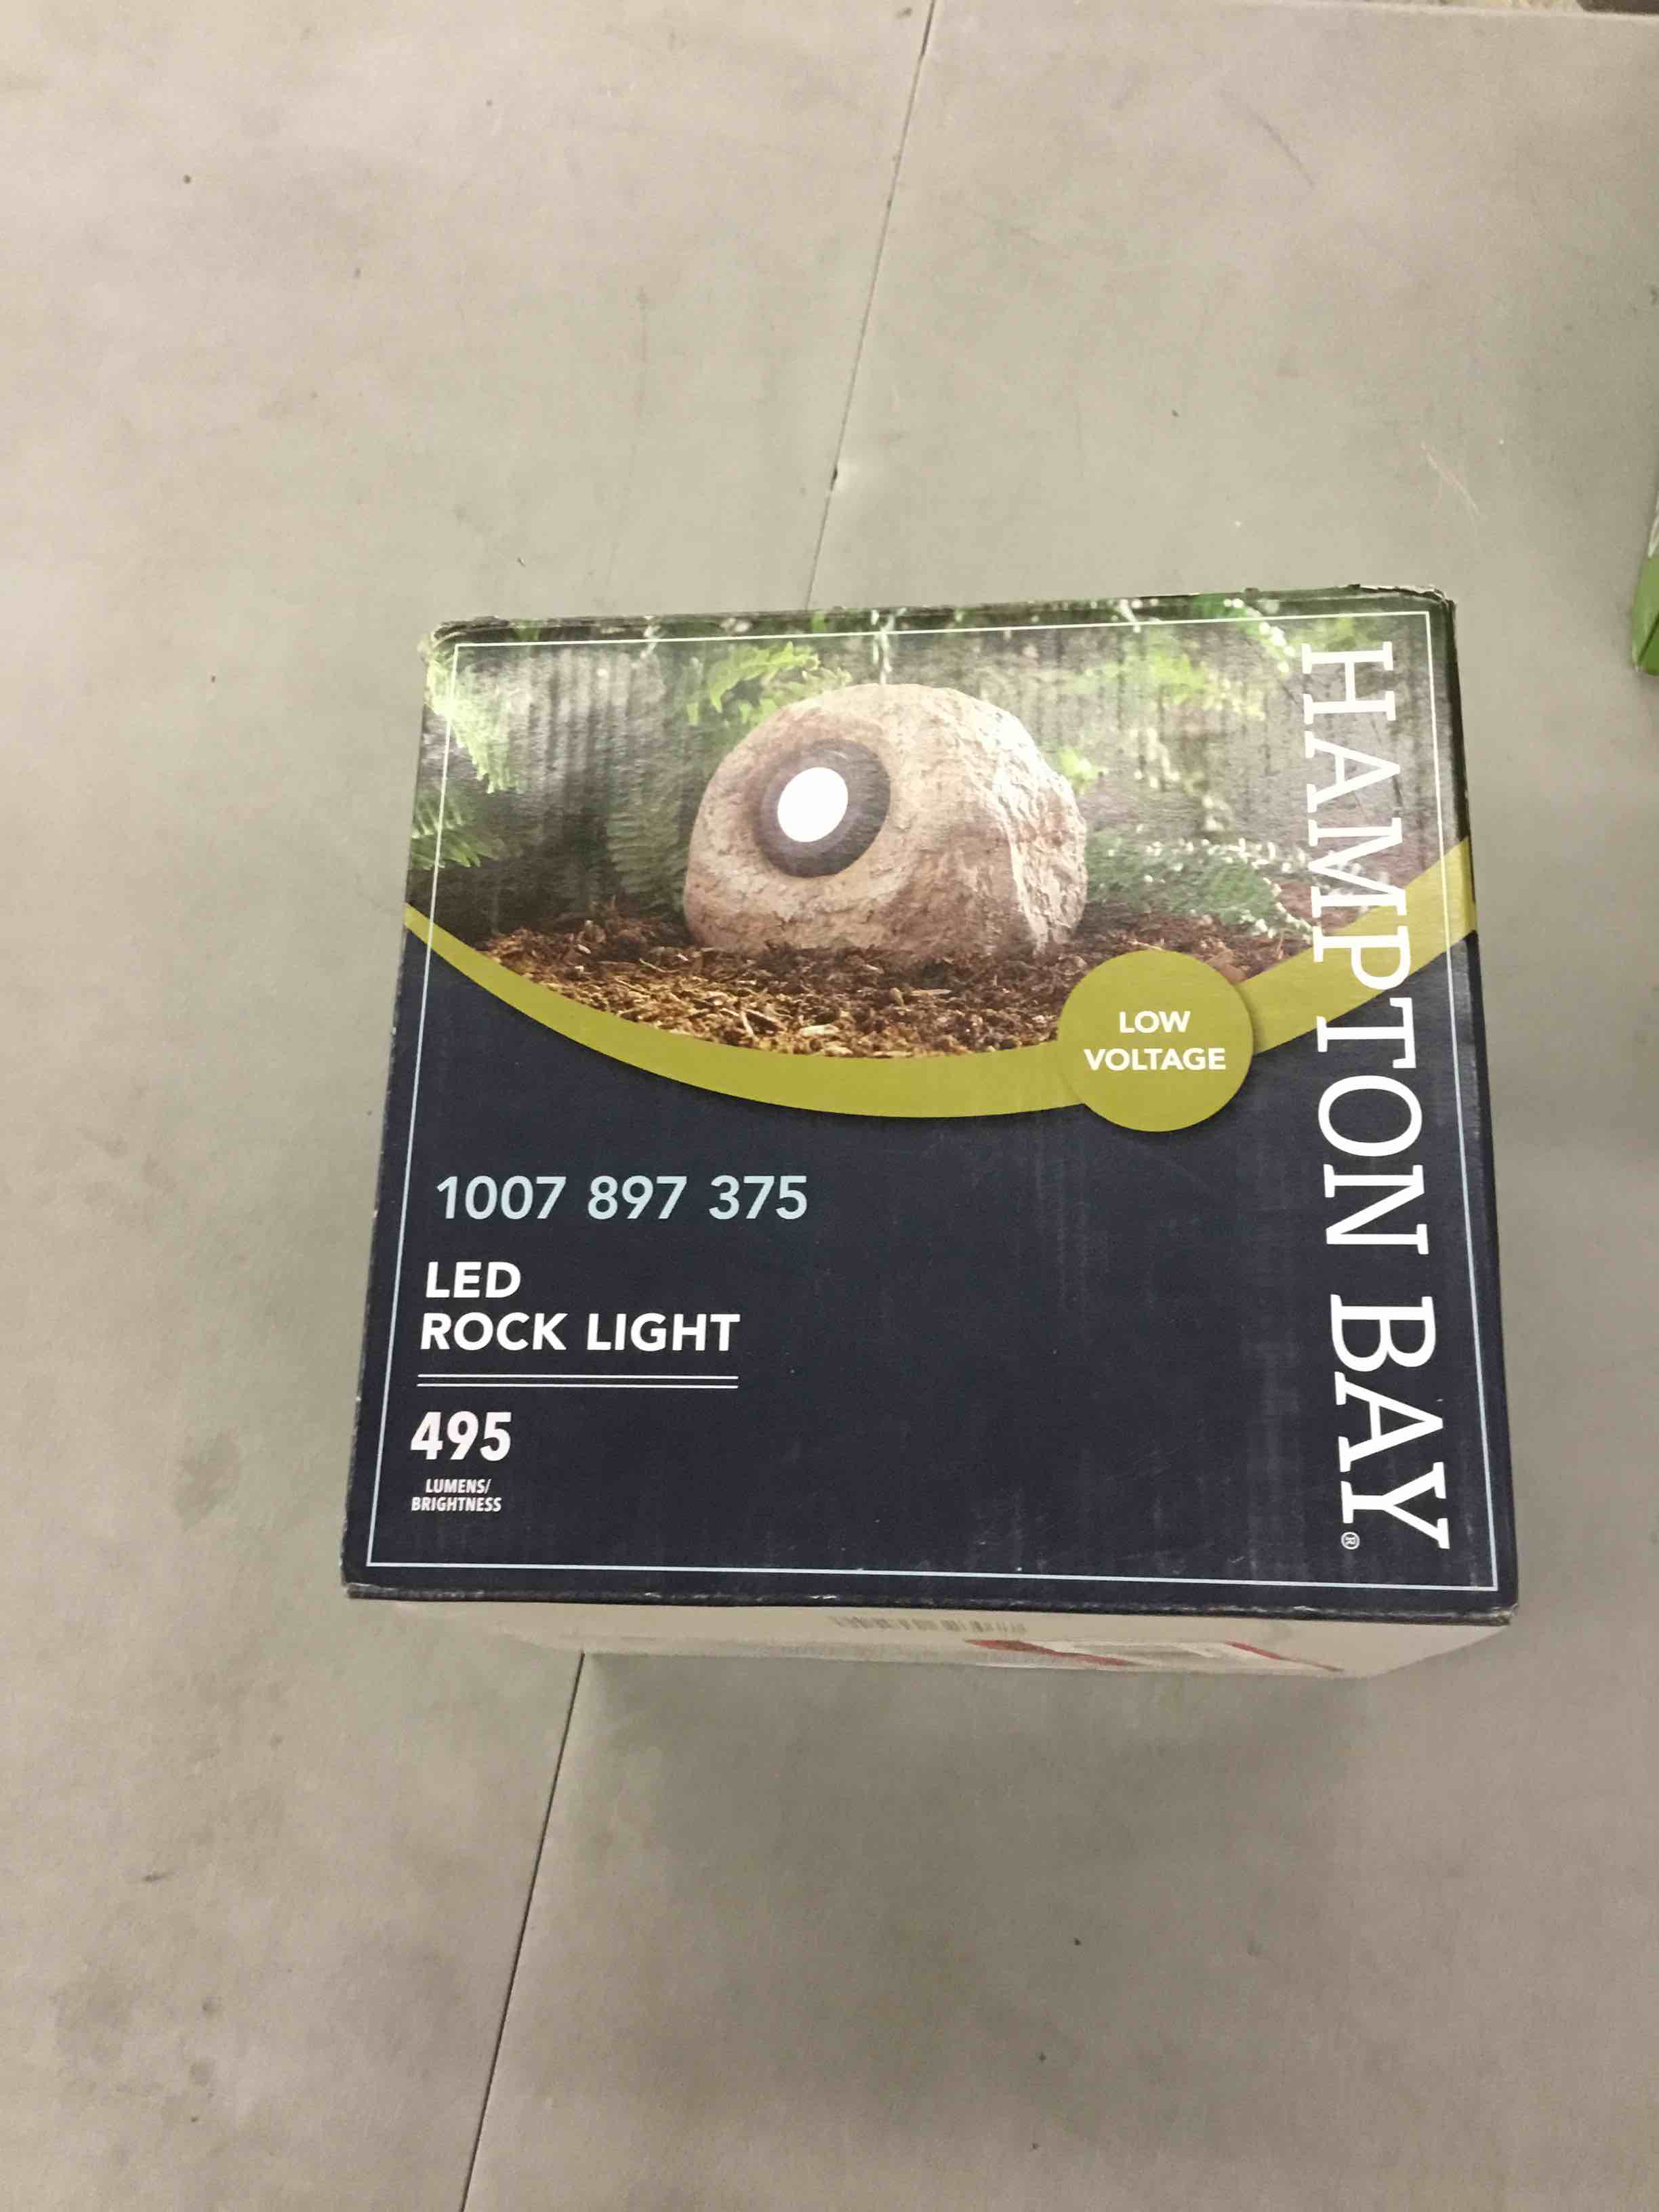 HAMPTON BAY®
LOW
VOLTAGE
1007 897 375
LED
ROCK LIGHT
495
LUMENS/
BRIGHTNESS